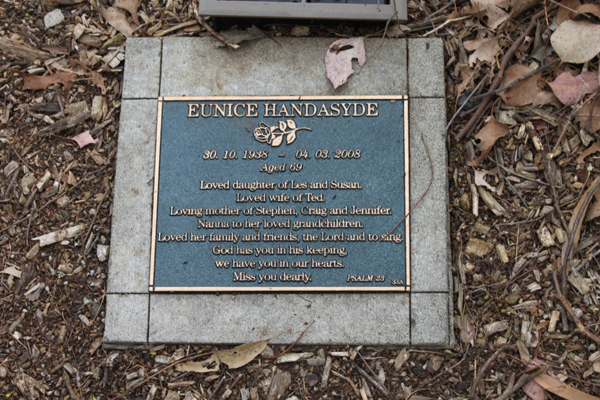 EUNICE HANDASYDE
30. 10. 1938 - 04. 03. 2008
Aged 69
Loved daughter of Les and Susan.
Loved wife of Ted.
Loving mother of Stephen, Craig and Jennifer.
Nanna to her loved grandchildren.
Loved her family and friends, the Lord and to sing.
God has you in his keeping,
we have you in our hearts.
Miss you dearly. PSALM 23
33A